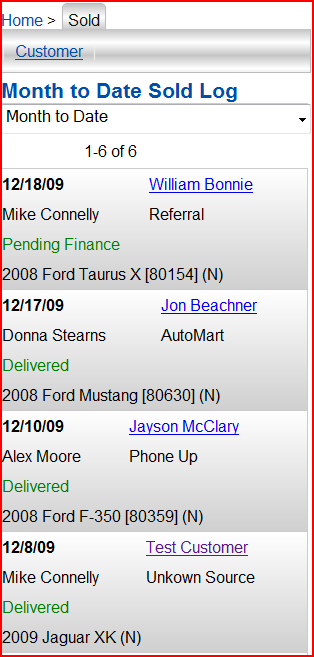 Home > Sold
Customer
Month to Date Sold Log
Month to Date
1-6 of 6
12/18/09 William Bonnie
Mike Connelly Referral
Pending Finance
2008 Ford Taurus X [80154] (N)
12/17/09 Jon Beachner
Donna Stearns AutoMart
Delivered
2008 Ford Mustang [80630] (N)
12/10/09 Jayson McClary
Alex Moore Phone Up
Delivered
2008 Ford F-350 [80359] (N)
12/8/09 Test Customer
Mike Connelly Unkown Source
Delivered
2009 Jaguar XK (N)